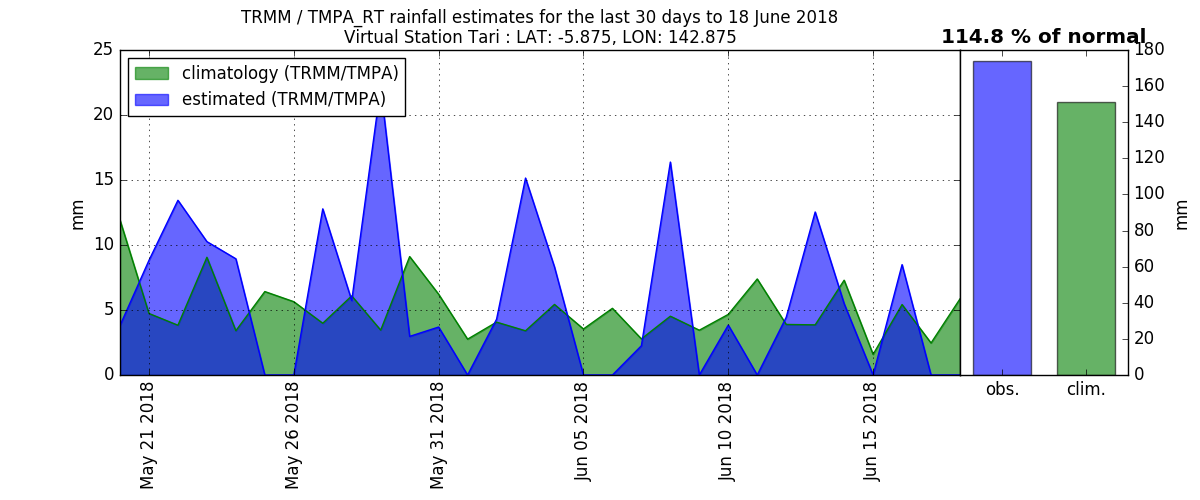 TRMM / TMPA_RT rainfall estimates for the last 30 days to 18 June 2018
Virtual Station Tari : LAT: -5.875, LON: 142.875
114.8 % of normal
climatology (TRMM/TMPA)
estimated (TRMM/TMPA)
25
20
15
10
5
0
mm
May 21 2018
May 26 2018
May 31 2018
Jun 05 2018
Jun 10 2018
Jun 15 2018
180
160
140
120
100
80
60
40
20
0
mm
obs.
clim.